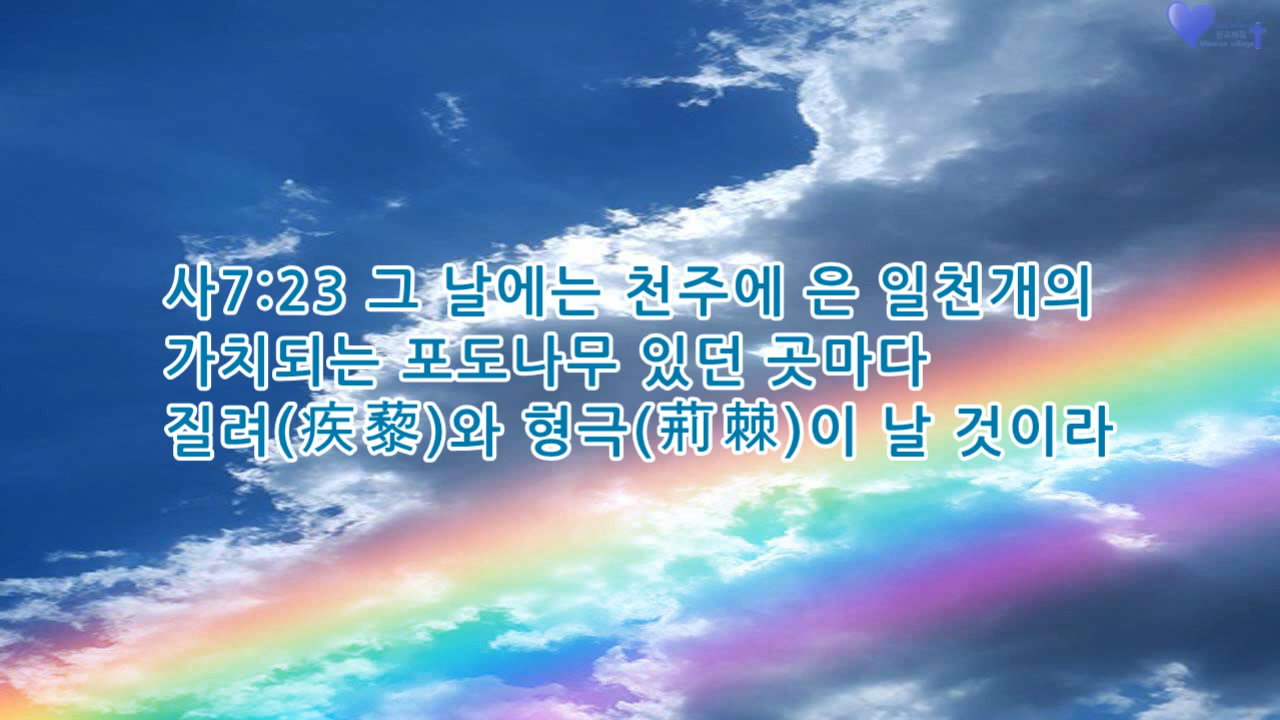 사7:23 그 날에는 천주에 은 일천개의
가치되는 포도나무 있던 곳마다
질려(疾藜)와 형극(荊棘)이 날 것이라
Mission village